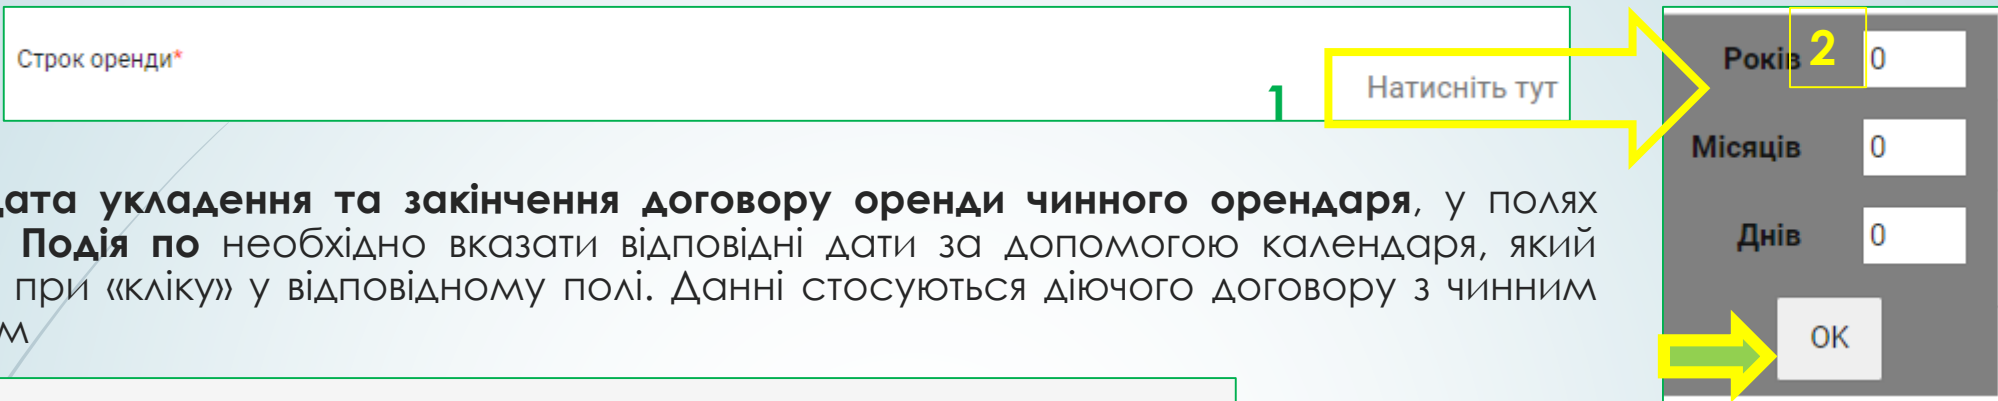 Строк оренди*
1
Натисніть тут
2
Років 0
Місяців 0
Днів 0
OK
дата укладення та закінчення договору оренди чинного орендаря, у полях
Подія по необхідно вказати відповідні дати за допомогою календаря, який
при «кліку» у відповідному полі. Данні стосуються діючого договору з чинним
м